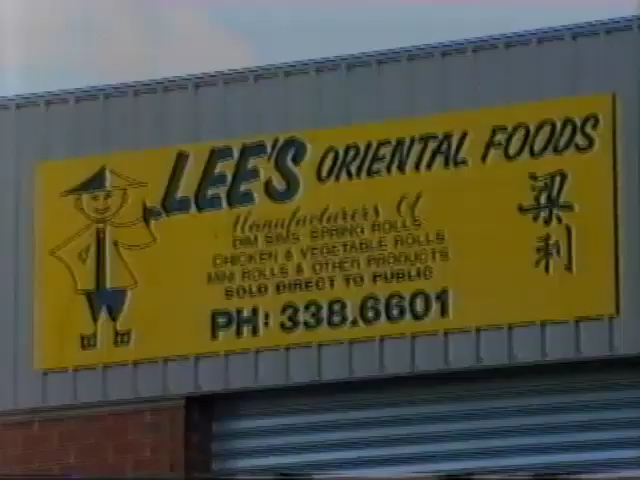 LEE'S ORIENTAL FOODS
Manufacturers Of
DIM SIMS SPRING ROLLS
CHICKEN & VEGETABLE ROLLS
MINI ROLLS & OTHER PRODUCTS
SOLD DIRECT TO PUBLIC
PH: 338.6601
梁
利